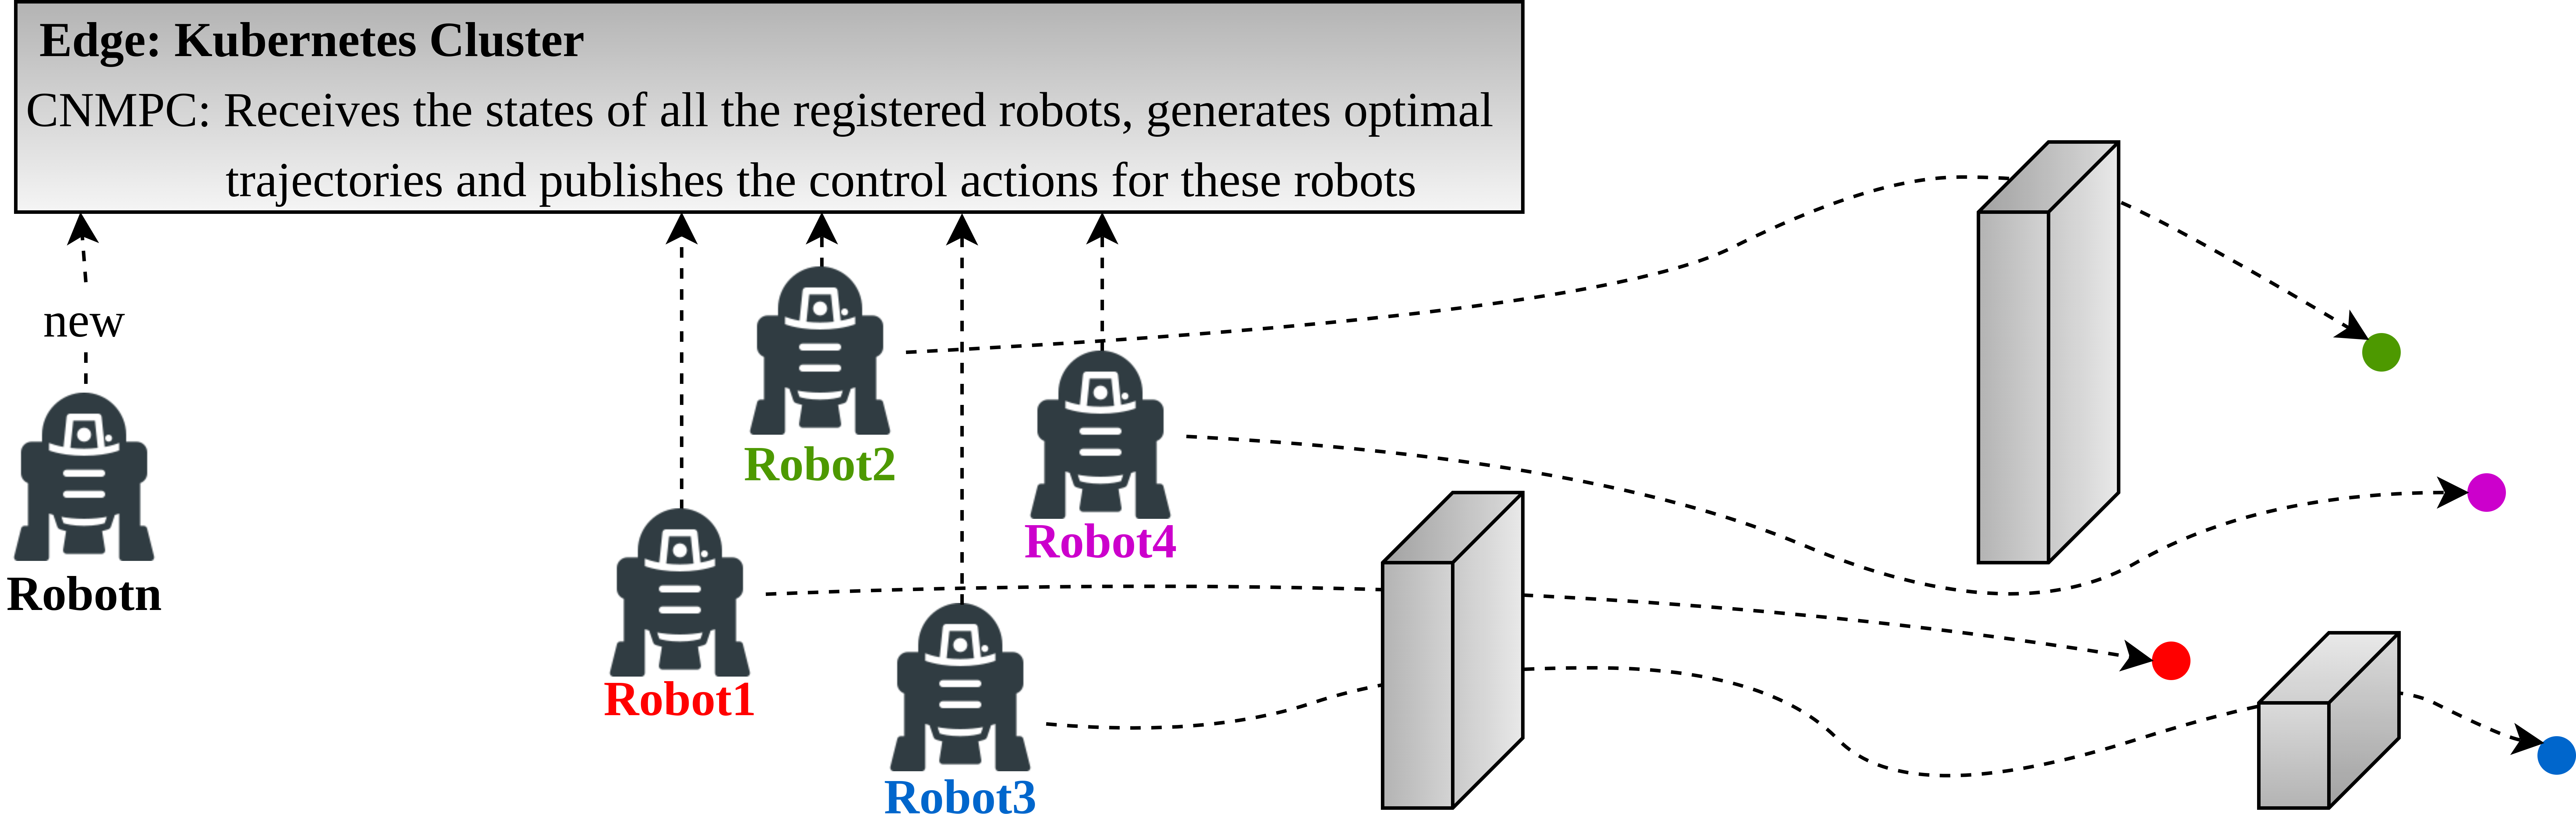 Edge: Kubernetes Cluster
CNMPC: Receives the states of all the registered robots, generates optimal
trajectories and publishes the control actions for these robots
new
Robotn
Robot2
Robot4
Robot1
Robot3